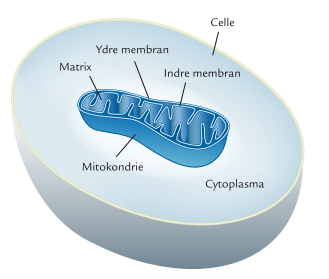 Celle
Ydre membran
Matrix
Indre membran
Mitokondrie
Cytoplasma